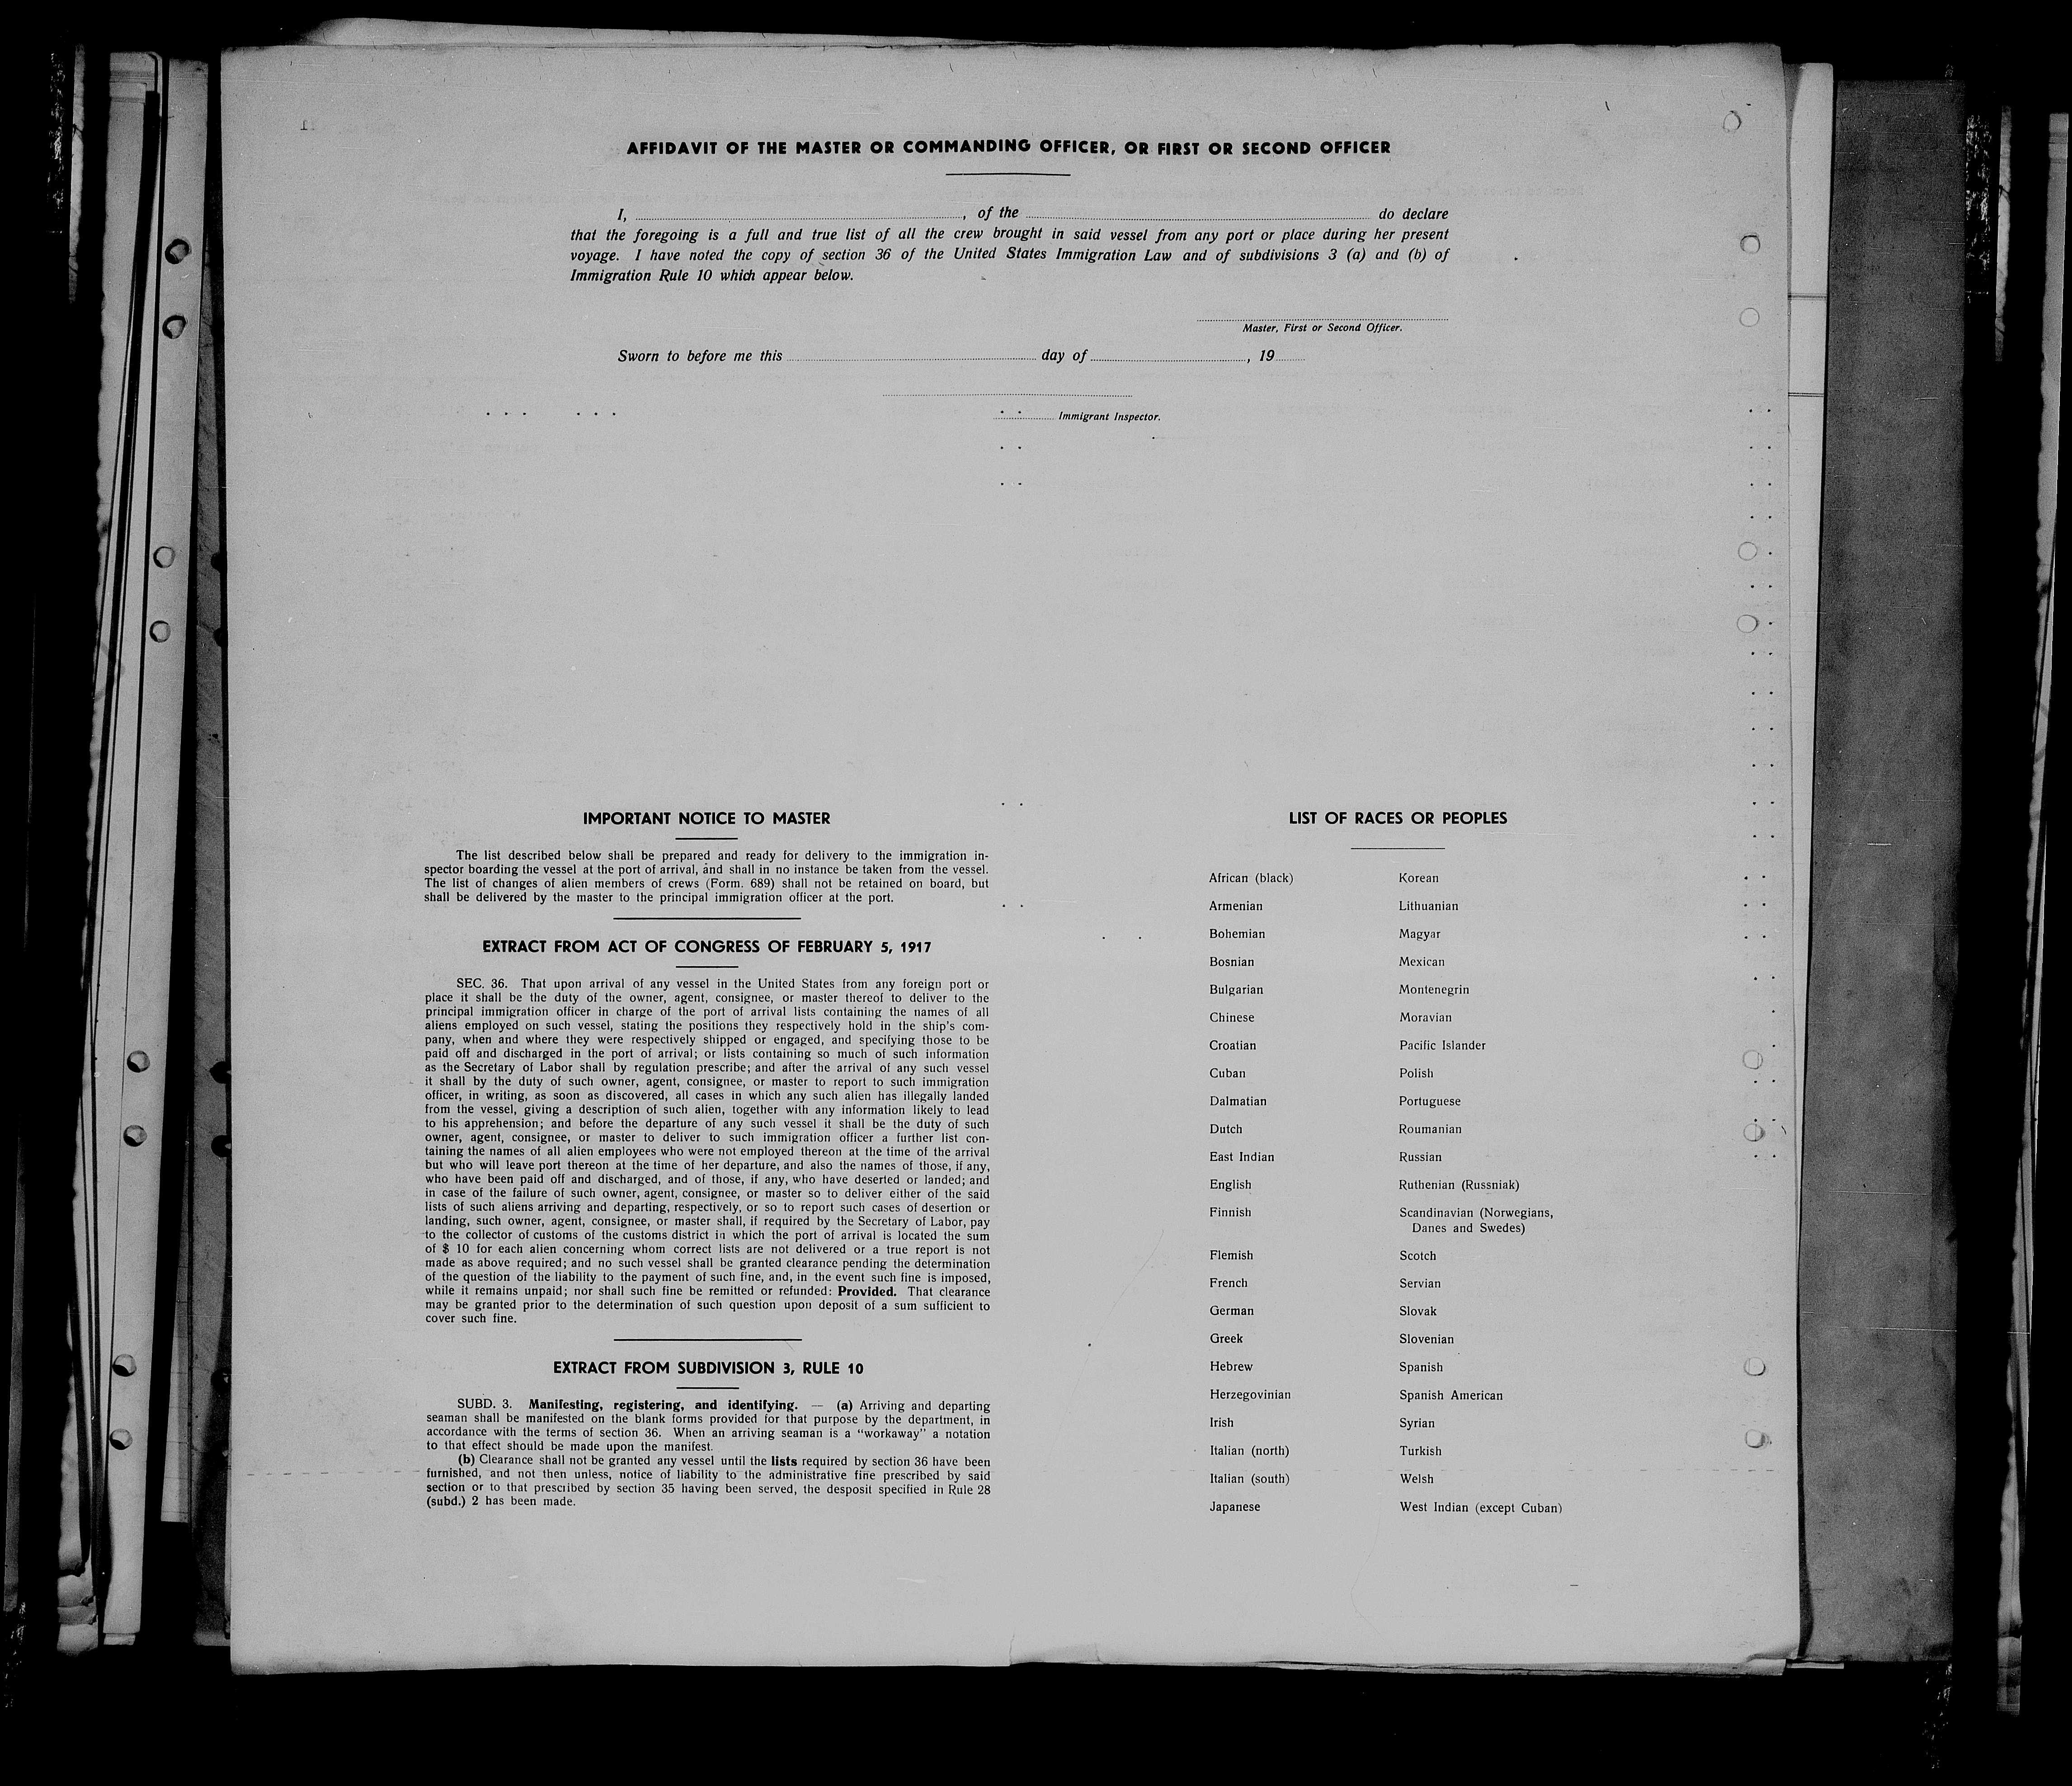 AFFIDAVIT OF THE MASTER OR COMMANDING OFFICER, OR FIRST OR SECOND OFFICER
I, ........, of the ........ do declare
that the foregoing is a full and true list of all the crew brought in said vessel from any port or place during her present
voyage. I have noted the copy of section 36 of the United States Immigration Law and of subdivisions 3 (a) and (b) of
Immigration Rule 10 which appear below.
Master, First or Second Officer.
Sworn to before me this ........ day of ........, 19....
Immigrant Inspector.
IMPORTANT NOTICE TO MASTER
The list described below shall be prepared and ready for delivery to the immigration in-
spector boarding the vessel at the port of arrival, and shall in no instance be taken from the vessel.
The list of changes of alien members of crews (Form. 689) shall not be retained on board, but
shall be delivered by the master to the principal immigration officer at the port.
EXTRACT FROM ACT OF CONGRESS OF FEBRUARY 5, 1917
SEC. 36. That upon arrival of any vessel in the United States from any foreign port or
place it shall be the duty of the owner, agent, consignee, or master thereof to deliver to the
principal immigration officer in charge of the port of arrival lists containing the names of all
aliens employed on such vessel, stating the positions they respectively hold in the ship's com-
pany, when and where they were respectively shipped or engaged, and specifying those to be
paid off and discharged in the port of arrival; or lists containing so much of such information
as the Secretary of Labor shall by regulation prescribe; and after the arrival of any such vessel
it shall by the duty of such owner, agent, consignee, or master to report to such immigration
officer, in writing, as soon as discovered, all cases in which any such alien has illegally landed
from the vessel, giving a description of such alien, together with any information likely to lead
to his apprehension; and before the departure of any such vessel it shall be the duty of such
owner, agent, consignee, or master to deliver to such immigration officer a further list con-
taining the names of all alien employees who were not employed thereon at the time of the arrival
but who will leave port thereon at the time of her departure, and also the names of those, if any,
who have been paid off and discharged, and of those, if any, who have deserted or landed; and
in case of the failure of such owner, agent, consignee, or master so to deliver either of the said
lists of such aliens arriving and departing, respectively, or so to report such cases of desertion or
landing, such owner, agent, consignee, or master shall, if required by the Secretary of Labor, pay
to the collector of customs of the customs district in which the port of arrival is located the sum
of $ 10 for each alien concerning whom correct lists are not delivered or a true report is not
made as above required; and no such vessel shall be granted clearance pending the determination
of the question of the liability to the payment of such fine, and, in the event such fine is imposed,
while it remains unpaid; nor shall such fine be remitted or refunded: Provided. That clearance
may be granted prior to the determination of such question upon deposit of a sum sufficient to
cover such fine.
EXTRACT FROM SUBDIVISION 3, RULE 10
SUBD. 3. Manifesting, registering, and identifying. — (a) Arriving and departing
seaman shall be manifested on the blank forms provided for that purpose by the department, in
accordance with the terms of section 36. When an arriving seaman is a "workaway" a notation
to that effect should be made upon the manifest.
(b) Clearance shall not be granted any vessel until the lists required by section 36 have been
furnished, and not then unless, notice of liability to the administrative fine prescribed by said
section or to that prescribed by section 35 having been served, the desposit specified in Rule 28
(subd.) 2 has been made.
LIST OF RACES OR PEOPLES
African (black) Korean
Armenian Lithuanian
Bohemian Magyar
Bosnian Mexican
Bulgarian Montenegrin
Chinese Moravian
Croatian Pacific Islander
Cuban Polish
Dalmatian Portuguese
Dutch Roumanian
East Indian Russian
English Ruthenian (Russniak)
Finnish Scandinavian (Norwegians,
Danes and Swedes)
Flemish Scotch
French Servian
German Slovak
Greek Slovenian
Hebrew Spanish
Herzegovinian Spanish American
Irish Syrian
Italian (north) Turkish
Italian (south) Welsh
Japanese West Indian (except Cuban)